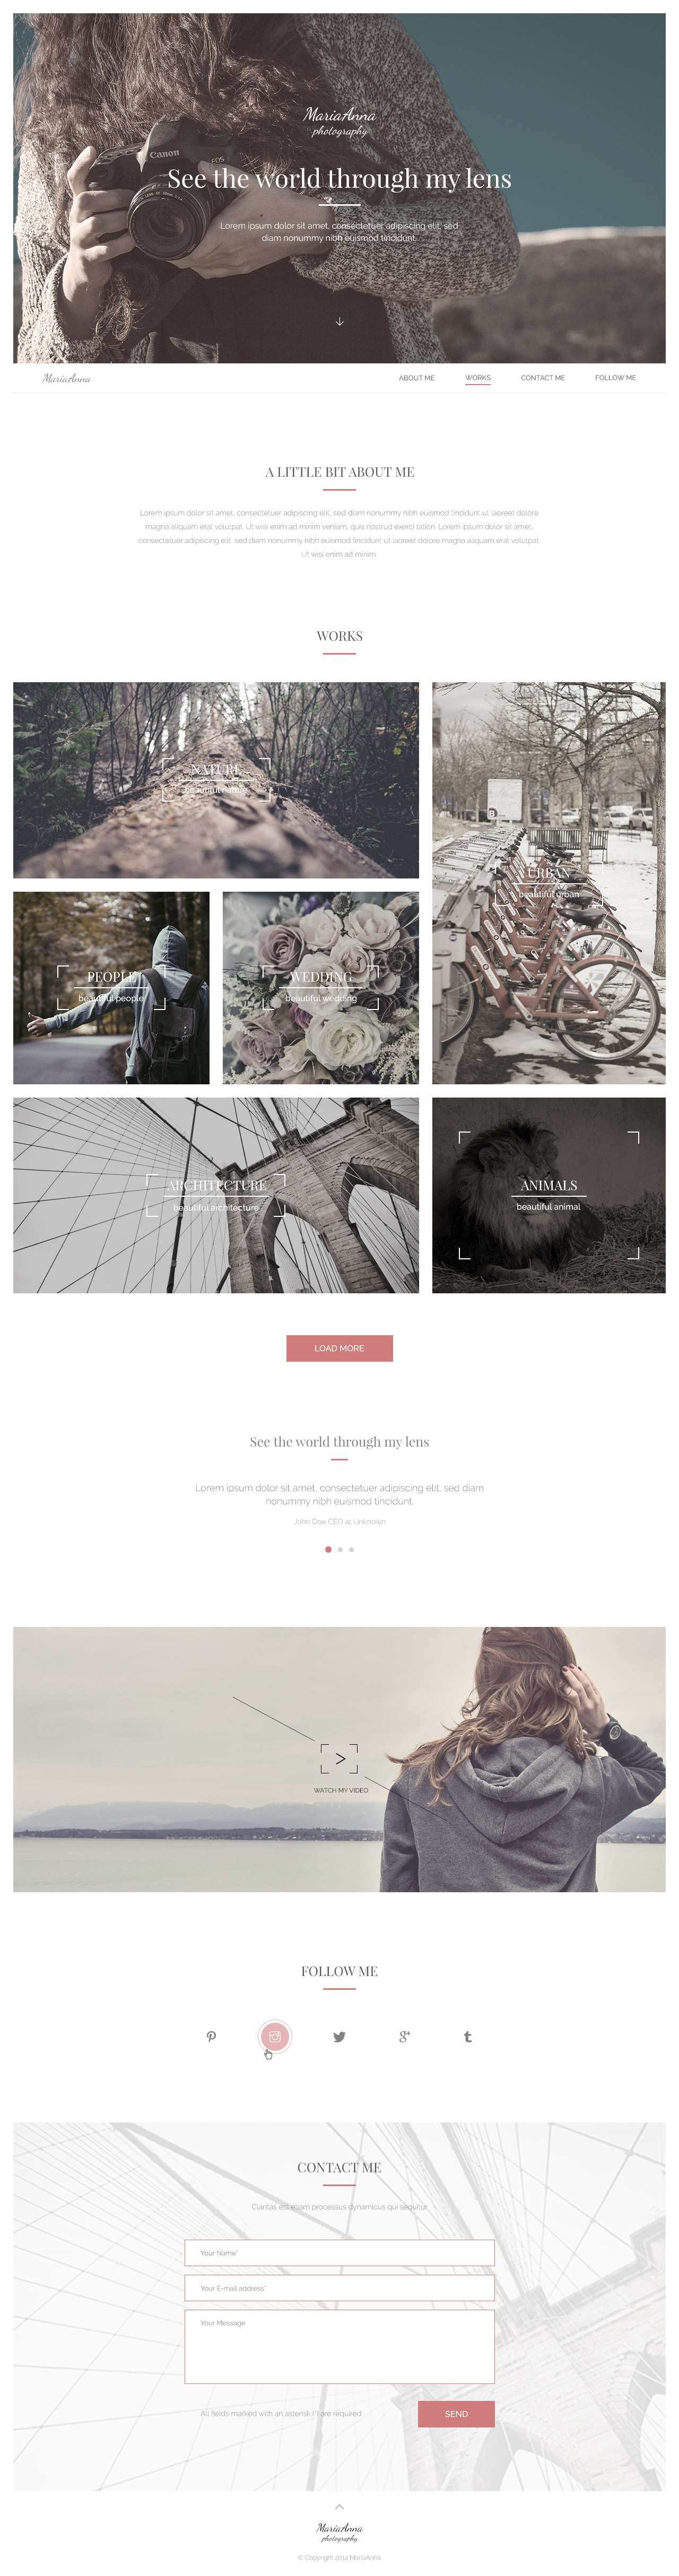 MariaAnna
photography
Canon
EOS
See the world through my lens
Lorem ipsum dolor sit amet, consectetuer adipiscing elit, sed
diam nonummy nibh euismod tincidunt.
MariaAnna
ABOUT ME
WORKS
CONTACT ME
FOLLOW ME
A LITTLE BIT ABOUT ME
Lorem ipsum dolor sit amet, consectetuer adipiscing elit, sed diam nonummy nibh euismod tincidunt ut laoreet dolore
magna aliquam erat volutpat. Ut wisi enim ad minim veniam, quis nostrud exerci tation. Lorem ipsum dolor sit amet,
consectetuer adipiscing elit, sed diam nonummy nibh euismod tincidunt ut laoreet dolore magna aliquam erat volutpat.
Ut wisi enim ad minim
WORKS
NATURE
beautiful nature
URBAN
beautiful urban
PEOPLE
beautiful people
WEDDING
beautiful wedding
ARCHITECTURE
beautiful architecture
ANIMALS
beautiful animal
LOAD MORE
See the world through my lens
Lorem ipsum dolor sit amet, consectetuer adipiscing elit, sed diam
nonummy nibh euismod tincidunt.
John Doe CEO at Unknown
WATCH MY VIDEO
FOLLOW ME
CONTACT ME
Claritas est etiam processus dynamicus qui sequitur
Your Name*
Your E-mail address*
Your Message
All fields marked with an asterisk (*) are required
SEND
MariaAnna
photography
© Copyright 2014 MariaAnna